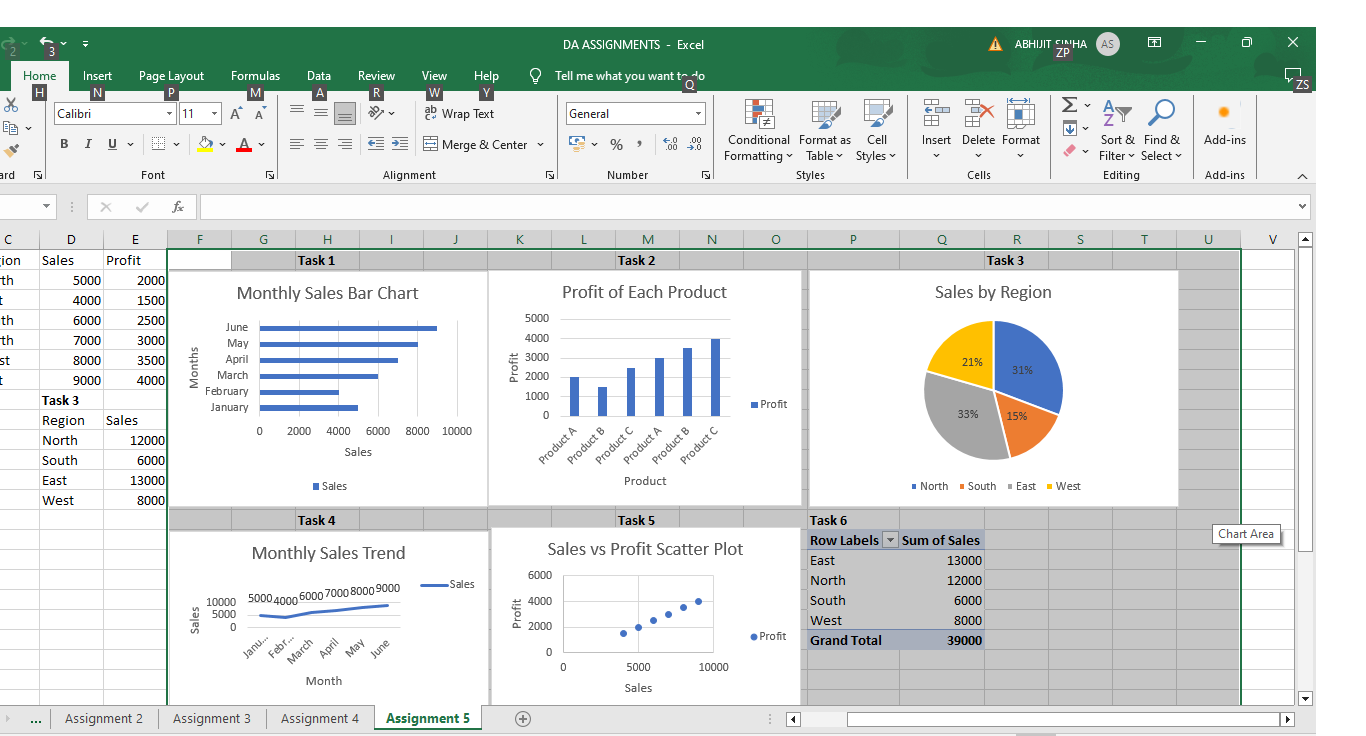 DA ASSIGNMENTS - Excel
ABHIJIT SINHA AS
2 3 ZP
Home Insert Page Layout Formulas Data Review View Help Tell me what you want to do
H N P M A R W Y Q ZS
Calibri 11 ab Wrap Text General
B I U A Merge & Center % ,
Conditional Formatting
Format as Table
Cell Styles
Insert Delete Format
Sort & Filter
Find & Select
Add-ins
ard Font Alignment Number Styles Cells Editing Add-ins
fx
C D E F G H I J K L M N O P Q R S T U V
ion Sales Profit
th 5000 2000
t 4000 1500
th 6000 2500
rth 7000 3000
st 8000 3500
t 9000 4000
Task 3
Region Sales
North 12000
South 6000
East 13000
West 8000
Task 1
Monthly Sales Bar Chart
Months
June
May
April
March
February
January
0 2000 4000 6000 8000 10000
Sales
Sales
Task 2
Profit of Each Product
Profit
5000
4000
3000
2000
1000
0
Product A Product B Product C Product A Product B Product C
Product
Profit
Task 3
Sales by Region
21% 31%
33% 15%
North South East West
Task 4
Monthly Sales Trend
Sales
Sales
10000
5000
0
5000 4000 6000 7000 8000 9000
Janu... Febr... March April May June
Month
Task 5
Sales vs Profit Scatter Plot
Profit
6000
4000
2000
0
0 5000 10000
Sales
Profit
Task 6
Row Labels Sum of Sales
East 13000
North 12000
South 6000
West 8000
Grand Total 39000
Chart Area
... Assignment 2 Assignment 3 Assignment 4 Assignment 5